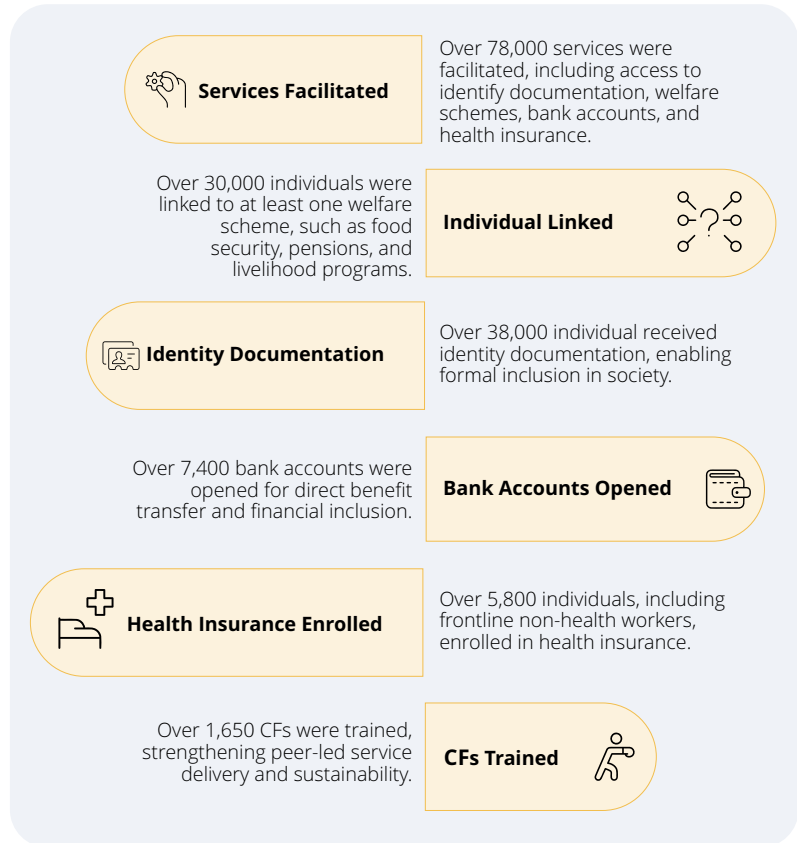 Services Facilitated
Over 78,000 services were
facilitated, including access to
identify documentation, welfare
schemes, bank accounts, and
health insurance.
Over 30,000 individuals were
linked to at least one welfare
scheme, such as food
security, pensions, and
livelihood programs.
Individual Linked
Identity Documentation
Over 38,000 individual received
identity documentation, enabling
formal inclusion in society.
Over 7,400 bank accounts were
opened for direct benefit
transfer and financial inclusion.
Bank Accounts Opened
Health Insurance Enrolled
Over 5,800 individuals, including
frontline non-health workers,
enrolled in health insurance.
Over 1,650 CFs were trained,
strengthening peer-led service
delivery and sustainability.
CFs Trained